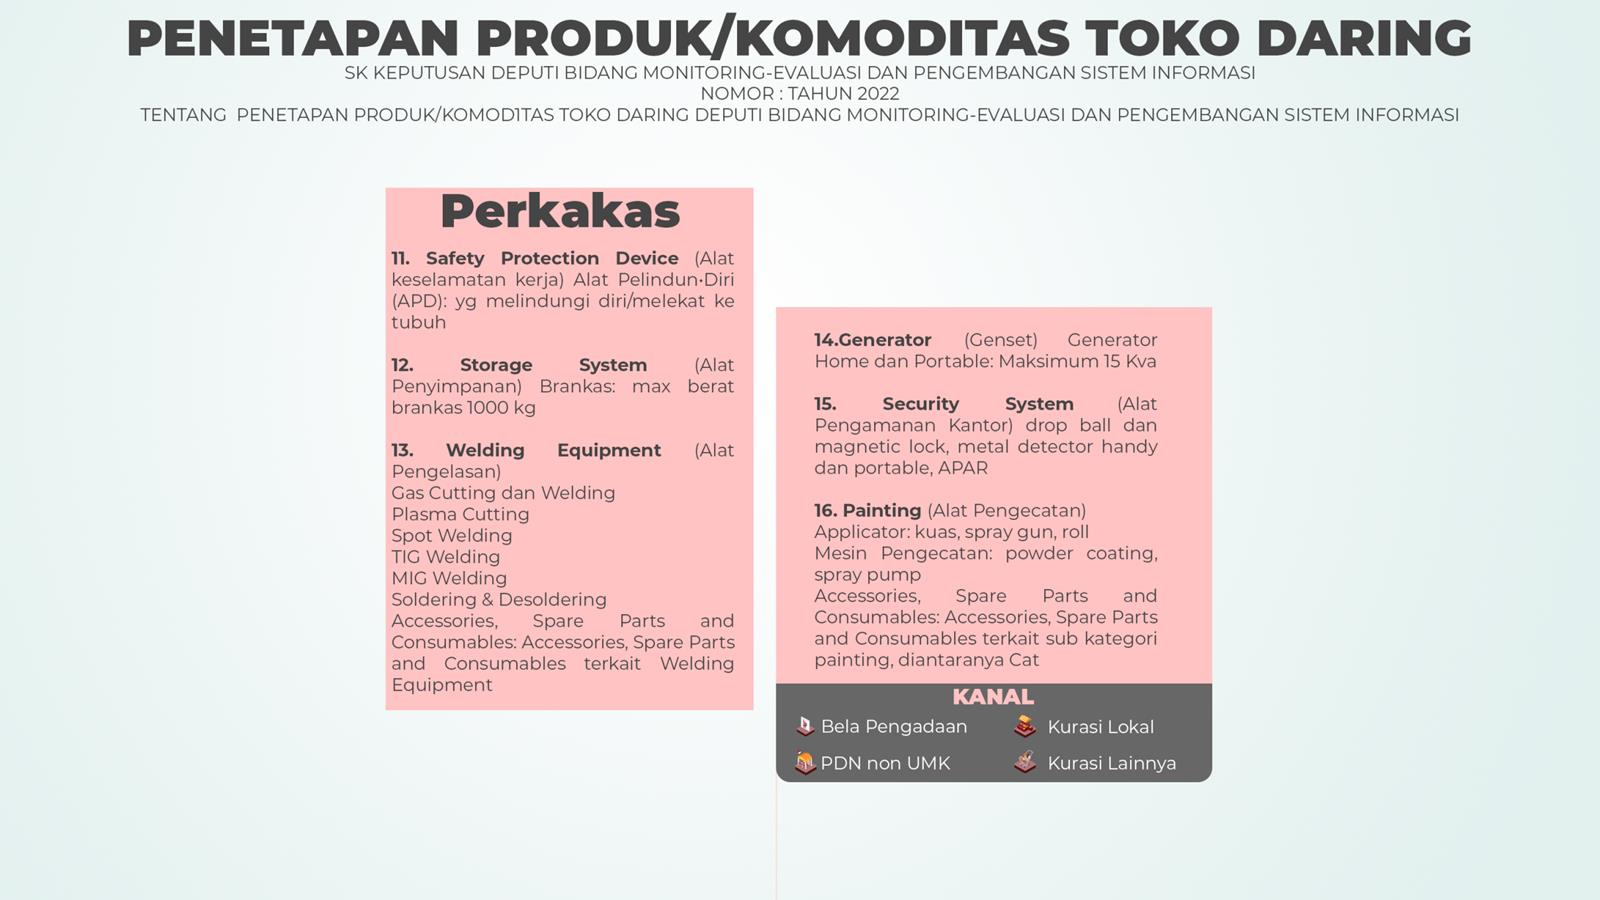 PENETAPAN PRODUK/KOMODITAS TOKO DARING
SK KEPUTUSAN DEPUTI BIDANG MONITORING-EVALUASI DAN PENGEMBANGAN SISTEM INFORMASI
NOMOR : TAHUN 2022
TENTANG  PENETAPAN PRODUK/KOMOD1TAS TOKO DARING DEPUTI BIDANG MONITORING-EVALUASI DAN PENGEMBANGAN SISTEM INFORMASI
Perkakas
11. Safety Protection Device (Alat
keselamatan kerja) Alat Pelindun•Diri
(APD): yg melindungi diri/melekat ke
tubuh
12. Storage System (Alat
Penyimpanan) Brankas: max berat
brankas 1000 kg
13. Welding Equipment (Alat
Pengelasan)
Gas Cutting dan Welding
Plasma Cutting
Spot Welding
TIG Welding
MIG Welding
Soldering & Desoldering
Accessories, Spare Parts and
Consumables: Accessories, Spare Parts
and Consumables terkait Welding
Equipment
14.Generator (Genset) Generator
Home dan Portable: Maksimum 15 Kva
15. Security System (Alat
Pengamanan Kantor) drop ball dan
magnetic lock, metal detector handy
dan portable, APAR
16. Painting (Alat Pengecatan)
Applicator: kuas, spray gun, roll
Mesin Pengecatan: powder coating,
spray pump
Accessories, Spare Parts and
Consumables: Accessories, Spare Parts
and Consumables terkait sub kategori
painting, diantaranya Cat
KANAL
Bela Pengadaan
Kurasi Lokal
PDN non UMK
Kurasi Lainnya